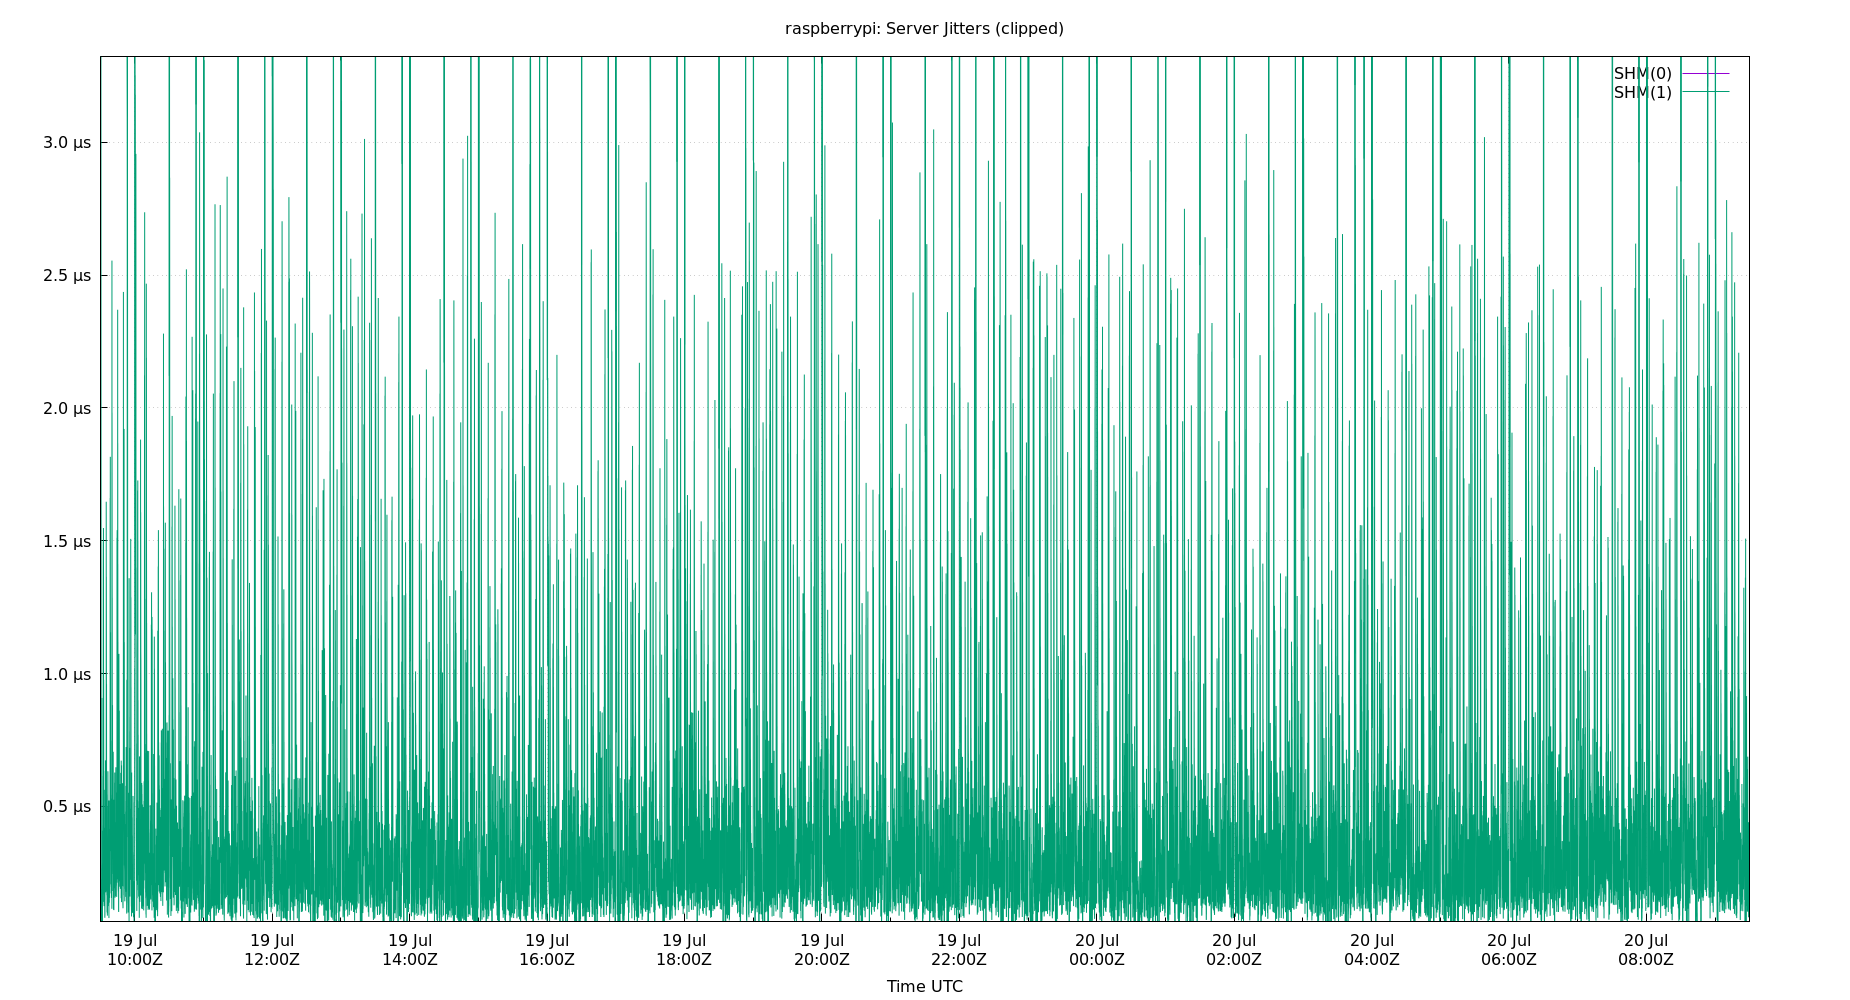 raspberrypi: Server Jitters (clipped)
SHM(0)
SHM(1)
3.0 µs
2.5 µs
2.0 µs
1.5 µs
1.0 µs
0.5 µs
19 Jul 19 Jul 19 Jul 19 Jul 19 Jul 19 Jul 19 Jul 20 Jul 20 Jul 20 Jul 20 Jul 20 Jul
10:00Z 12:00Z 14:00Z 16:00Z 18:00Z 20:00Z 22:00Z 00:00Z 02:00Z 04:00Z 06:00Z 08:00Z
Time UTC